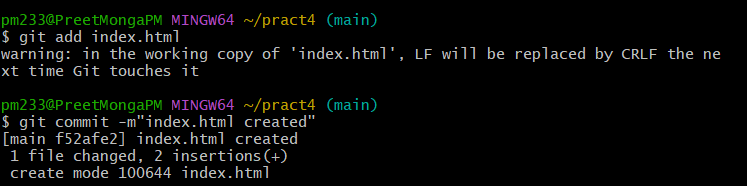 pm233@PreetMongaPM MINGW64 ~/pract4 (main)
$ git add index.html
warning: in the working copy of 'index.html', LF will be replaced by CRLF the ne
xt time Git touches it
pm233@PreetMongaPM MINGW64 ~/pract4 (main)
$ git commit -m"index.html created"
[main f52afe2] index.html created
 1 file changed, 2 insertions(+)
 create mode 100644 index.html